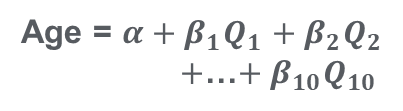 Age = α + β₁Q₁ + β₂Q₂
+...+ β₁₀Q₁₀